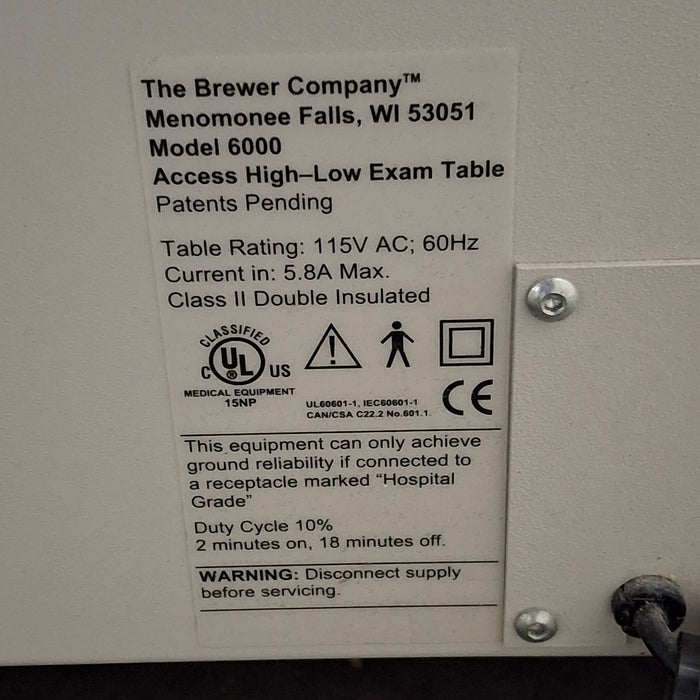 The Brewer Company™
Menomonee Falls, WI 53051
Model 6000
Access High–Low Exam Table
Patents Pending
Table Rating: 115V AC; 60Hz
Current in: 5.8A Max.
Class II Double Insulated
CLASSIFIED
C UL® US
MEDICAL EQUIPMENT
15NP
UL60601-1, IEC60601-1
CAN/CSA C22.2 No.601.1.
CE
This equipment can only achieve
ground reliability if connected to
a receptacle marked “Hospital
Grade”
Duty Cycle 10%
2 minutes on, 18 minutes off.
WARNING: Disconnect supply
before servicing.